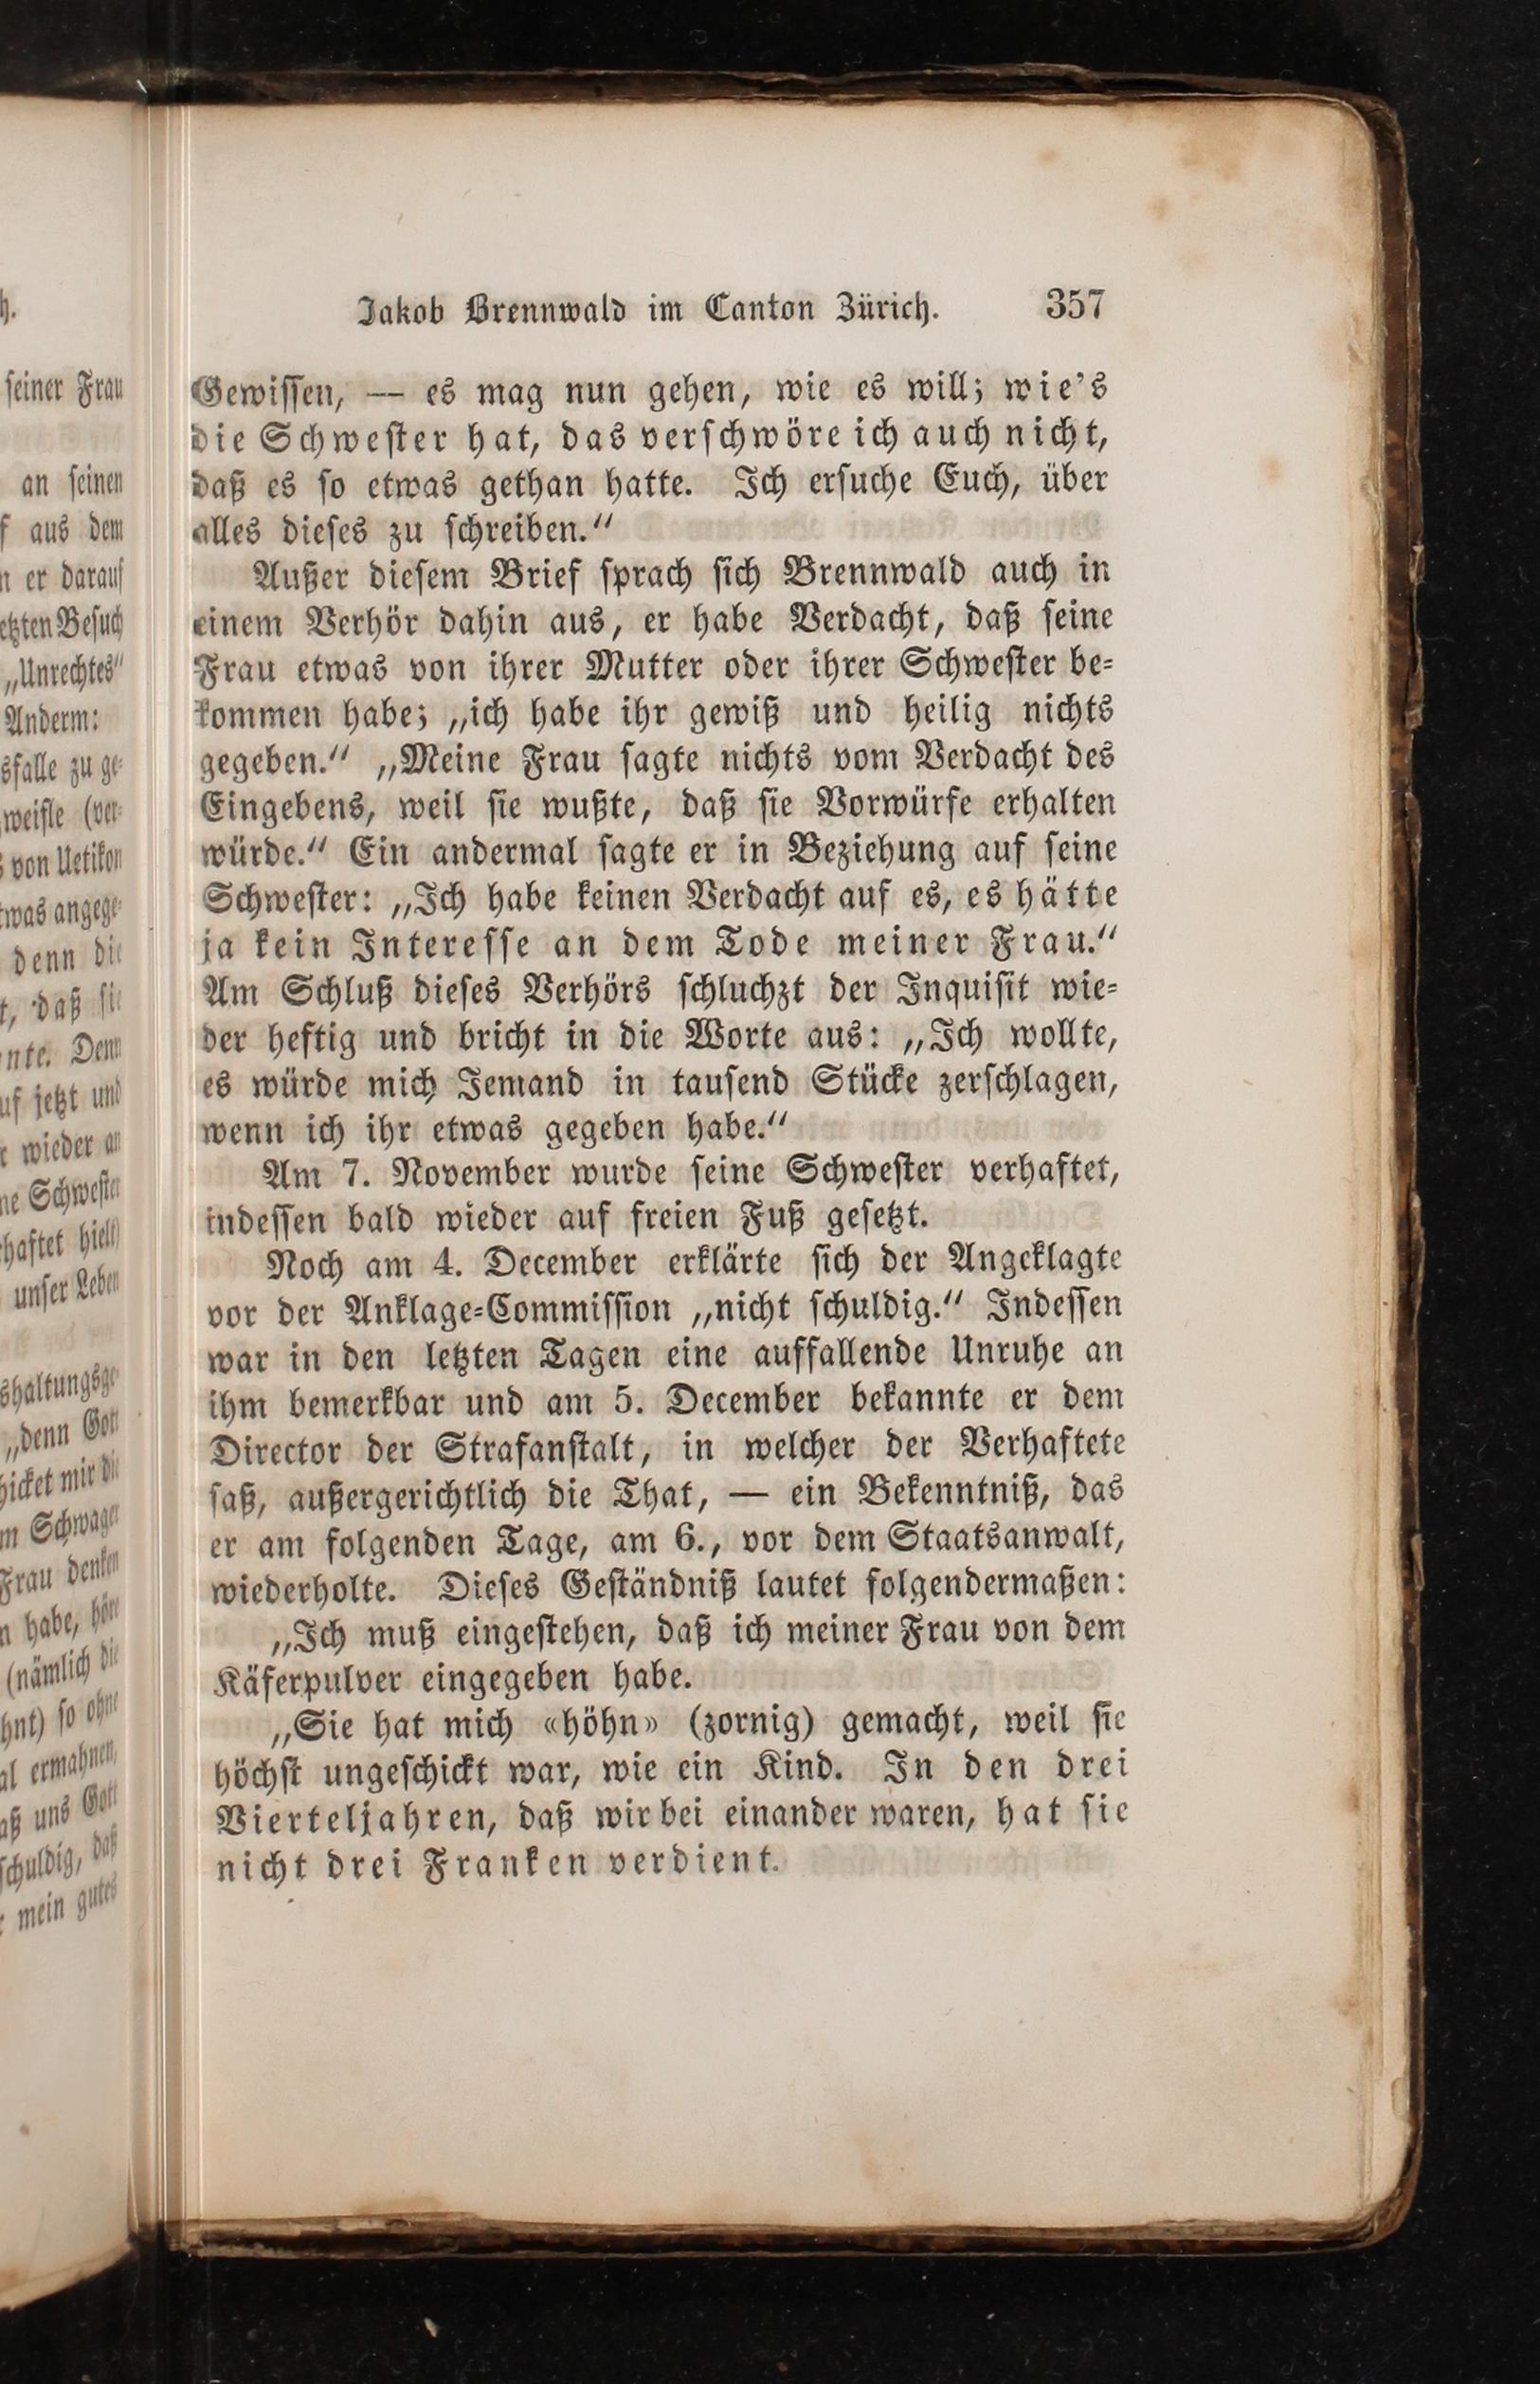 Jakob Brennwald im Canton Zürich. 357
Gewissen, — es mag nun gehen, wie es will; wie's
die Schwester hat, das verschwöre ich auch nicht,
daß es so etwas gethan hatte. Ich ersuche Euch, über
alles dieses zu schreiben.“
Außer diesem Brief sprach sich Brennwald auch in
einem Verhör dahin aus, er habe Verdacht, daß seine
Frau etwas von ihrer Mutter oder ihrer Schwester be-
kommen habe; „ich habe ihr gewiß und heilig nichts
gegeben.“ „Meine Frau sagte nichts vom Verdacht des
Eingebens, weil sie wußte, daß sie Vorwürfe erhalten
würde.“ Ein andermal sagte er in Beziehung auf seine
Schwester: „Ich habe keinen Verdacht auf es, es hätte
ja kein Interesse an dem Tode meiner Frau.“
Am Schluß dieses Verhörs schluchzt der Inquisit wie-
der heftig und bricht in die Worte aus: „Ich wollte,
es würde mich Jemand in tausend Stücke zerschlagen,
wenn ich ihr etwas gegeben habe.“
Am 7. November wurde seine Schwester verhaftet,
indessen bald wieder auf freien Fuß gesetzt.
Noch am 4. December erklärte sich der Angeklagte
vor der Anklage-Commission „nicht schuldig.“ Indessen
war in den letzten Tagen eine auffallende Unruhe an
ihm bemerkbar und am 5. December bekannte er dem
Director der Strafanstalt, in welcher der Verhaftete
saß, außergerichtlich die That, — ein Bekenntniß, das
er am folgenden Tage, am 6., vor dem Staatsanwalt,
wiederholte. Dieses Geständniß lautet folgendermaßen:
„Ich muß eingestehen, daß ich meiner Frau von dem
Käferpulver eingegeben habe.
„Sie hat mich «höhn» (zornig) gemacht, weil sie
höchst ungeschickt war, wie ein Kind. In den drei
Vierteljahren, daß wir bei einander waren, hat sie
nicht drei Franken verdient.